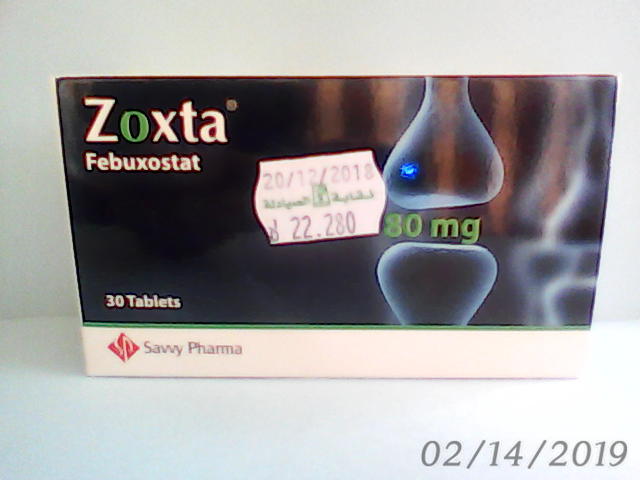 Zoxta®
Febuxostat
20/12/2018
نقابة الصيادلة
22.280
80 mg
30 Tablets
Savvy Pharma
02/14/2019